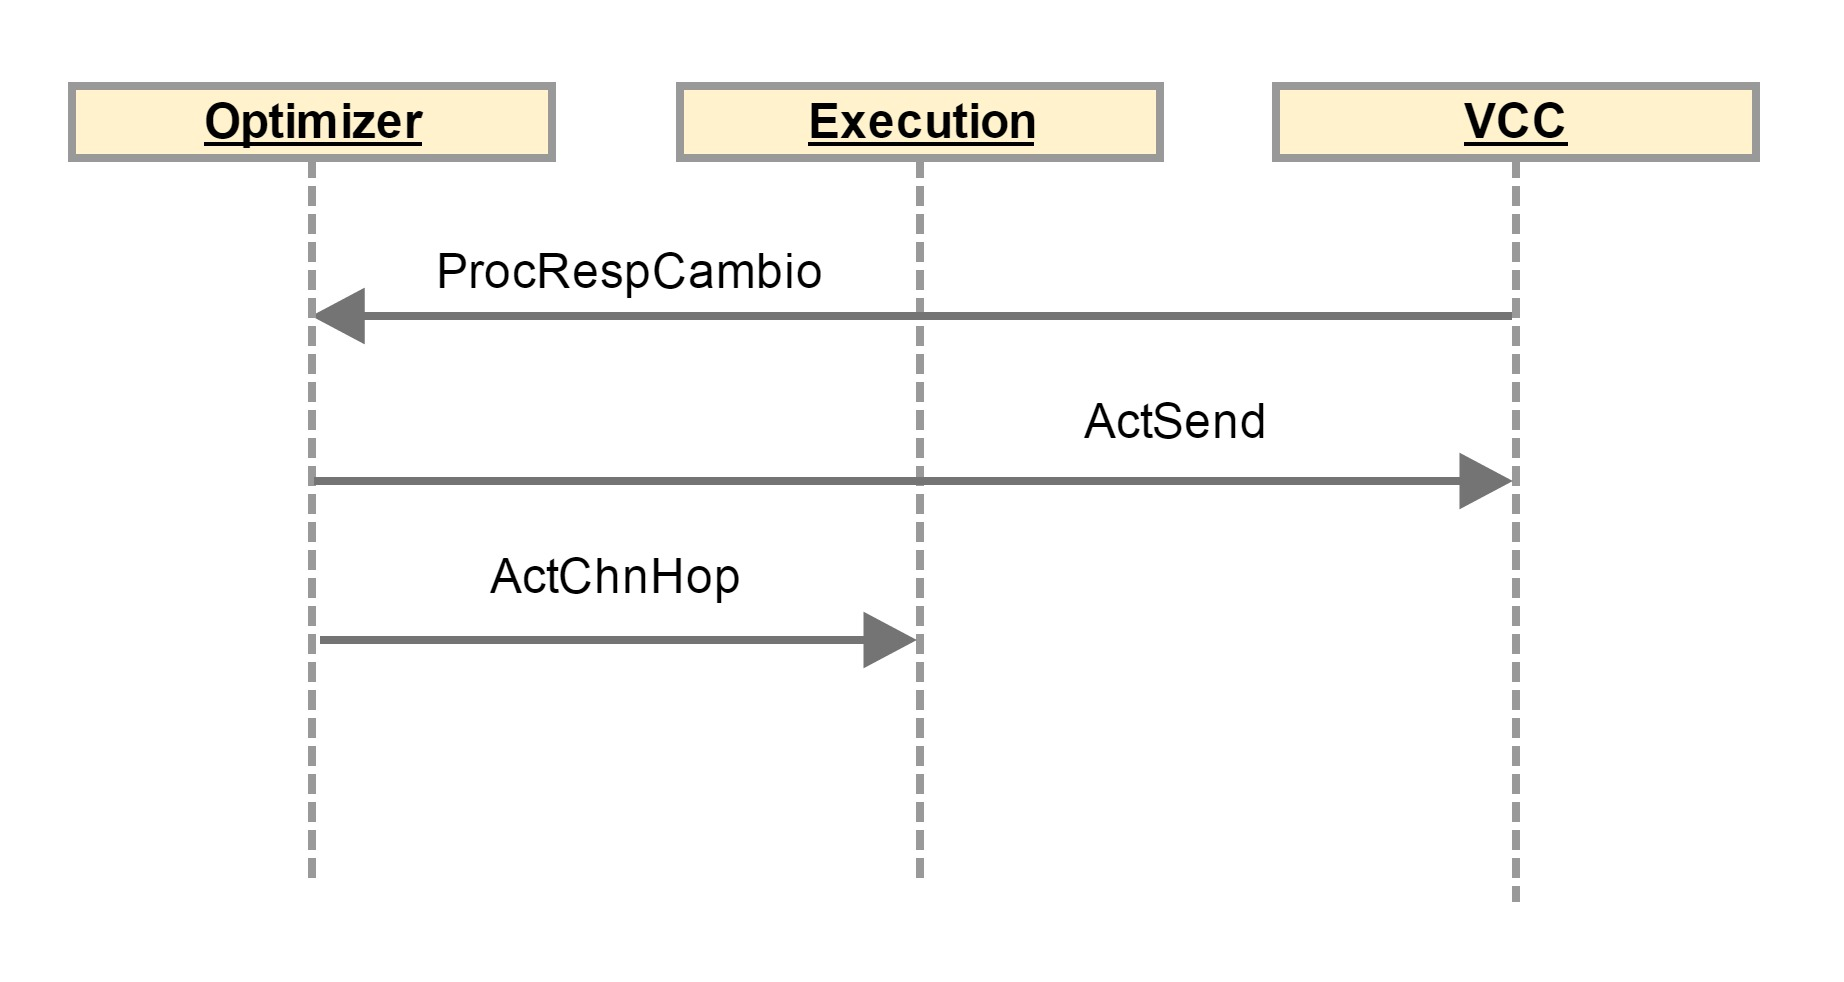 Optimizer
Execution
VCC
ProcRespCambio
ActSend
ActChnHop